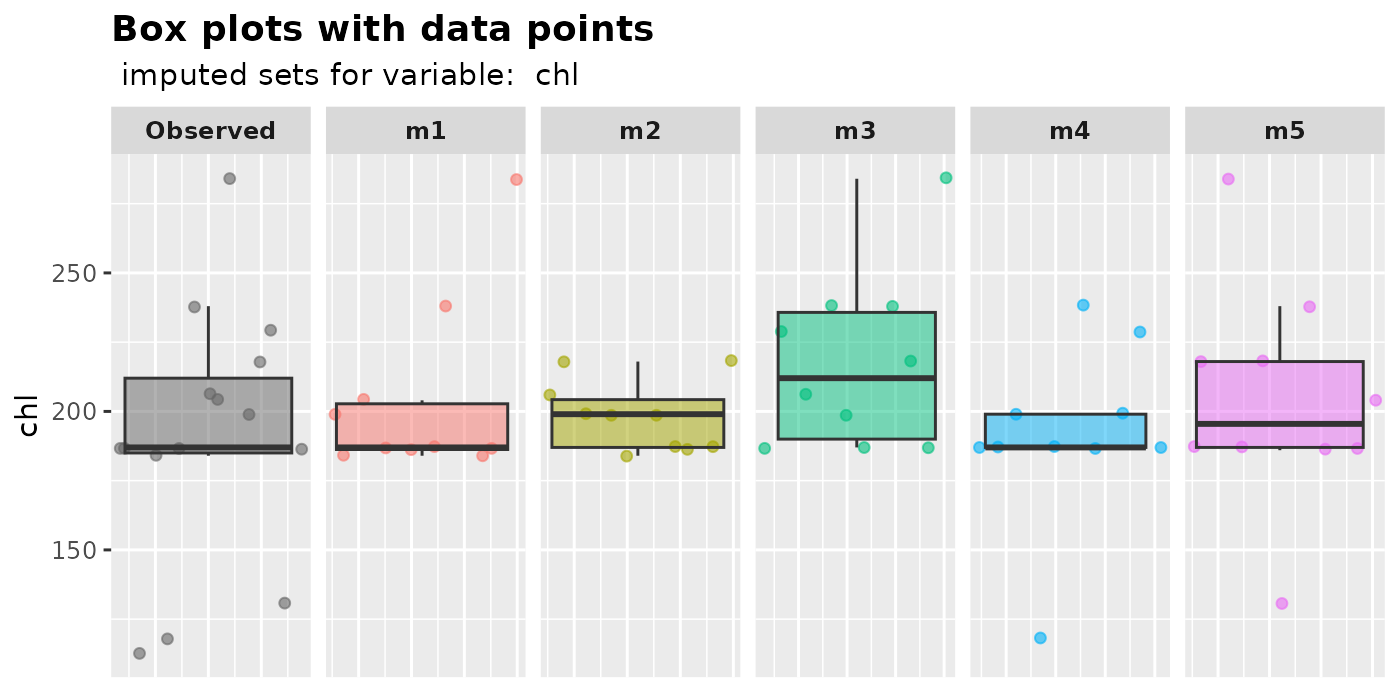 Box plots with data points
imputed sets for variable:  chl
Observed m1 m2 m3 m4 m5
chl
250
200
150